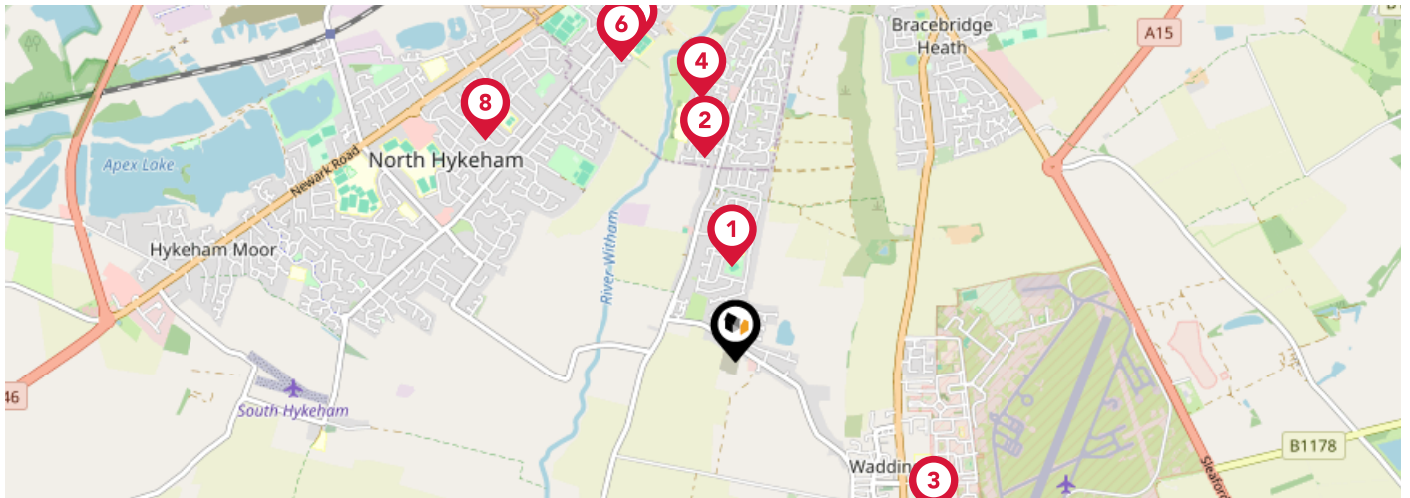 6
Bracebridge
Heath
A15
4
8
2
Apex Lake
North Hykeham
Newark Road
1
River Witham
Hykeham Moor
46
South Hykeham
B1178
Waddin
3
Sleafor